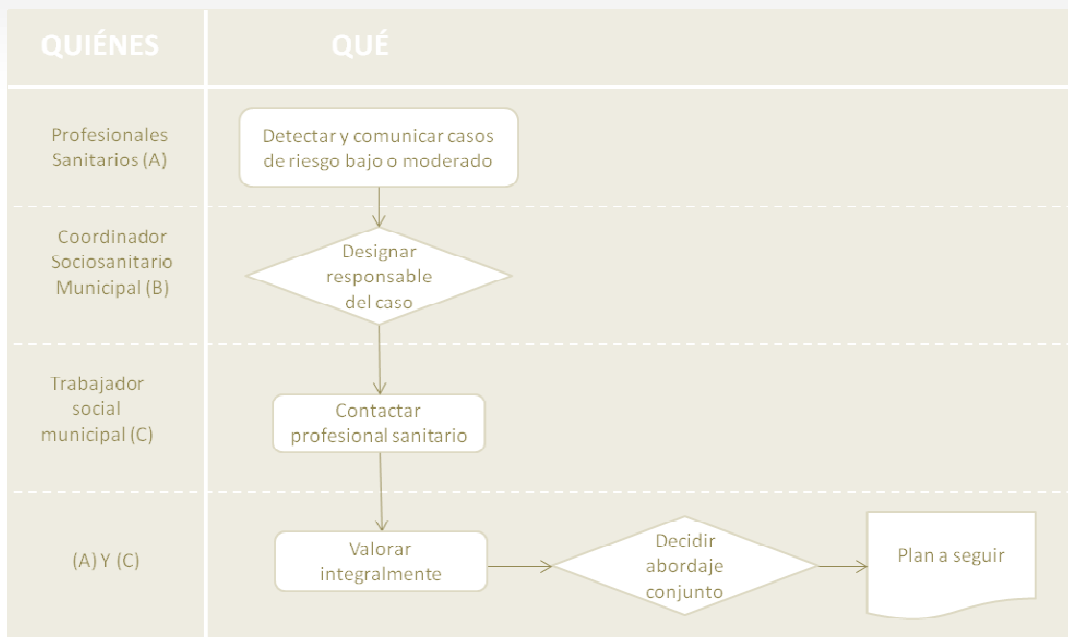 QUIÉNES
QUÉ
Profesionales
Sanitarios (A)
Detectar y comunicar casos
de riesgo bajo o moderado
Coordinador
Sociosanitario
Municipal (B)
Designar
responsable
del caso
Trabajador
social
municipal (C)
Contactar
profesional sanitario
(A) Y (C)
Valorar
integralmente
Decidir
abordaje
conjunto
Plan a seguir